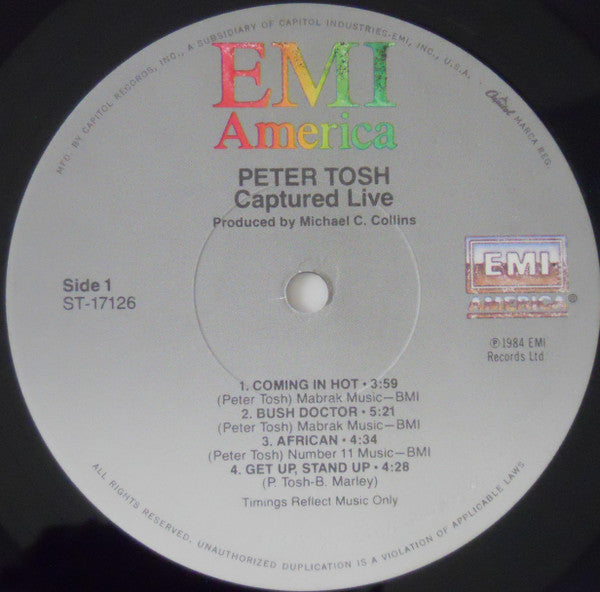 MFD. BY CAPITOL RECORDS, INC., A SUBSIDIARY OF CAPITOL INDUSTRIES-EMI, INC., U.S.A. • Capitol MARCA REG.
EMI
America
PETER TOSH
Captured Live
Produced by Michael C. Collins
Side 1
ST-17126
EMI
AMERICA®
℗ 1984 EMI
Records Ltd.
1. COMING IN HOT • 3:59
(Peter Tosh) Mabrak Music—BMI
2. BUSH DOCTOR • 5:21
(Peter Tosh) Mabrak Music—BMI
3. AFRICAN • 4:34
(Peter Tosh) Number 11 Music—BMI
4. GET UP, STAND UP • 4:28
(P. Tosh-B. Marley)
Timings Reflect Music Only
ALL RIGHTS RESERVED. UNAUTHORIZED DUPLICATION IS A VIOLATION OF APPLICABLE LAWS